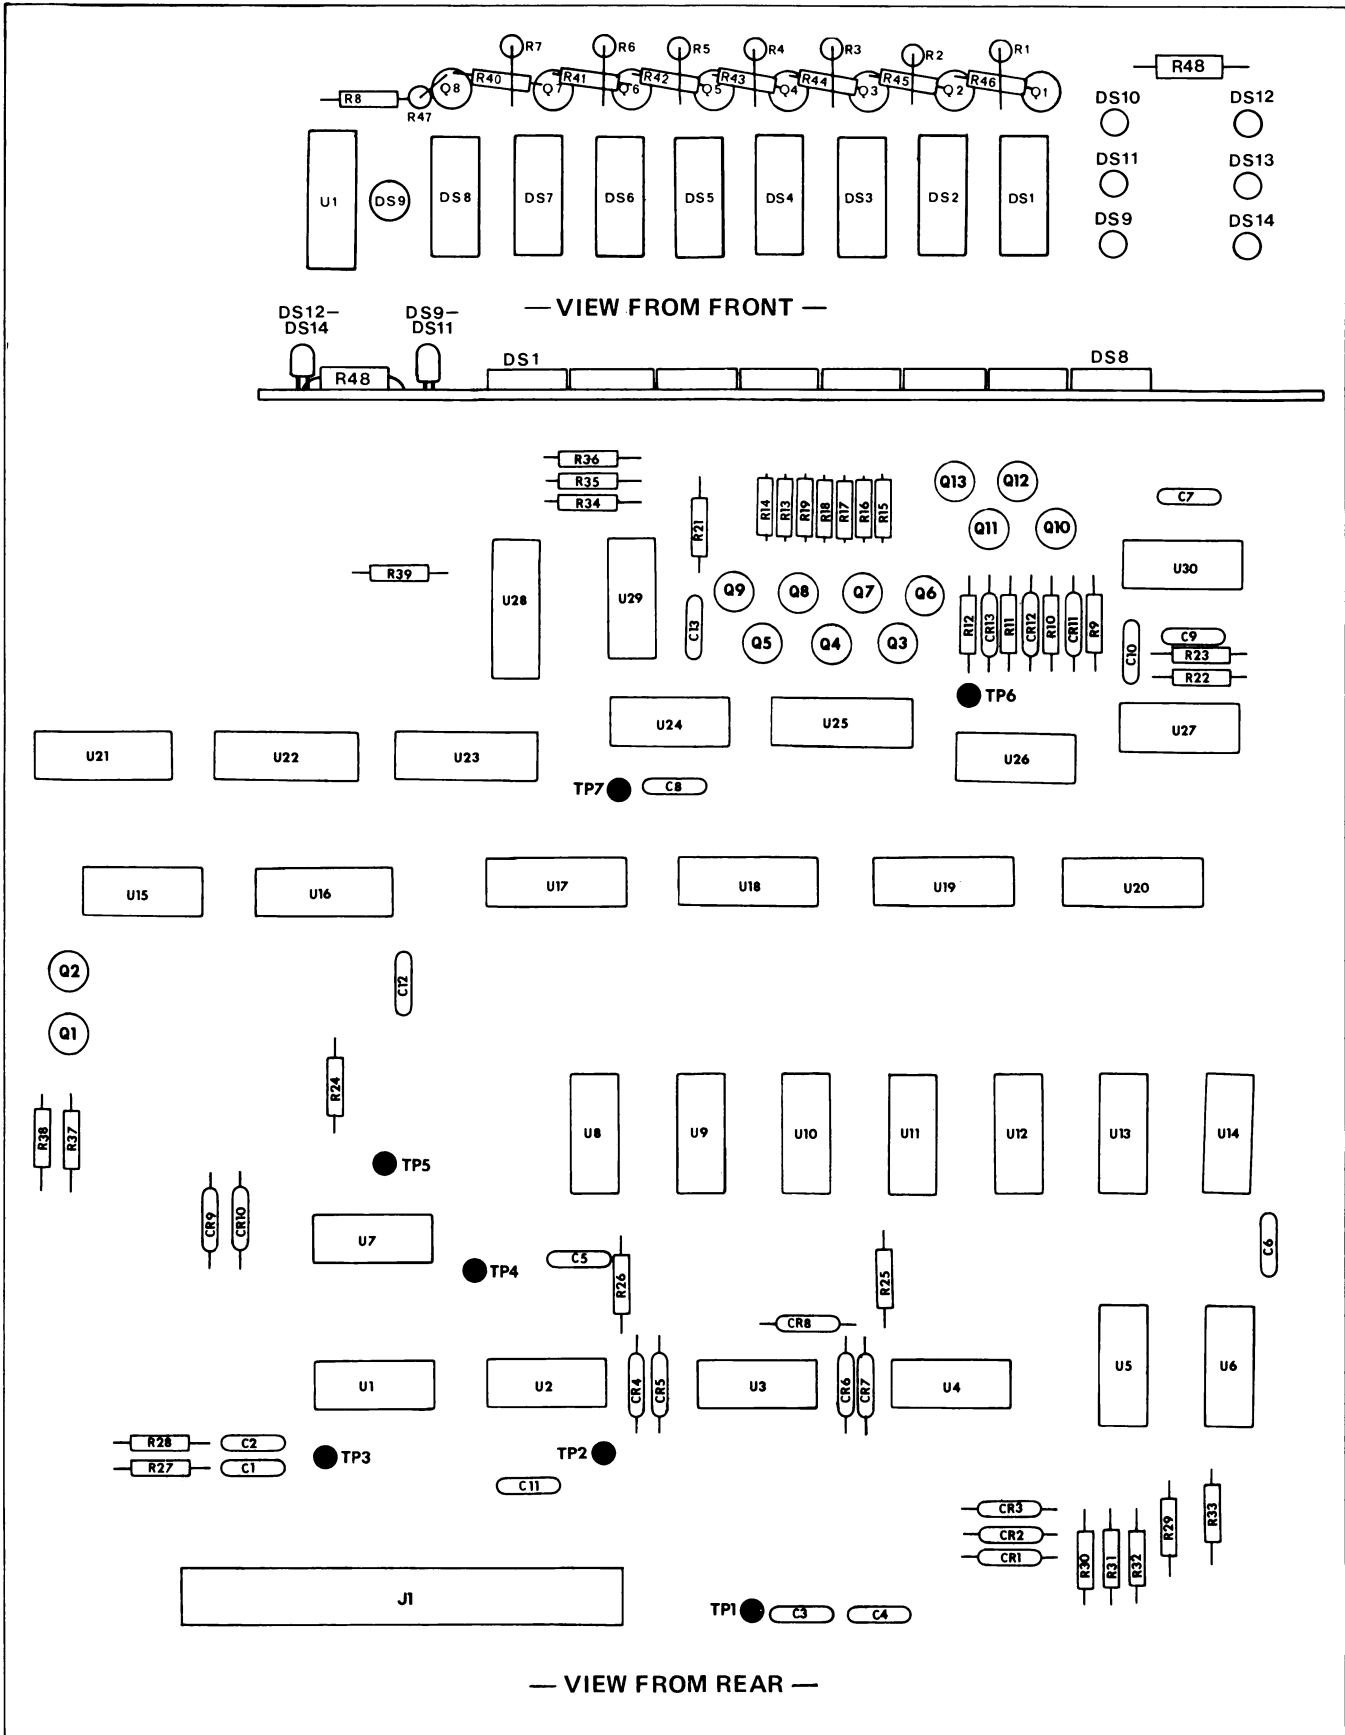 R7 R6 R5 R4 R3 R2 R1
R48
R8 R47 Q8 R40 Q7 R41 Q6 R42 Q5 R43 Q4 R44 Q3 R45 Q2 R46 Q1
DS10 DS12
DS11 DS13
DS9 DS14
U1 DS9 DS8 DS7 DS6 DS5 DS4 DS3 DS2 DS1
— VIEW FROM FRONT —
DS12– DS9–
DS14 DS11
R48 DS1 DS8
R36
R35
R34
R21 R14 R13 R19 R18 R17 R16 R15
Q13 Q12
Q11 Q10
C7
U30
R39 U28 U29 C13
Q9 Q8 Q7 Q6
Q5 Q4 Q3
R12 CR13 R11 CR12 R10 CR11 R9
C10 C9
R23
R22
TP6
U24 U25 U26 U27
U21 U22 U23
TP7 C8
U15 U16 U17 U18 U19 U20
Q2
Q1
C12
R24
R38 R37
U8 U9 U10 U11 U12 U13 U14
TP5
CR9 CR10
U7
TP4
C5 R26 R25 C6
CR8
U1 U2 CR4 CR5 U3 CR6 CR7 U4 U5 U6
R28 C2
R27 C1
TP3 TP2
C11
CR3
CR2
CR1
R30 R31 R32 R29 R33
J1
TP1 C3 C4
— VIEW FROM REAR —